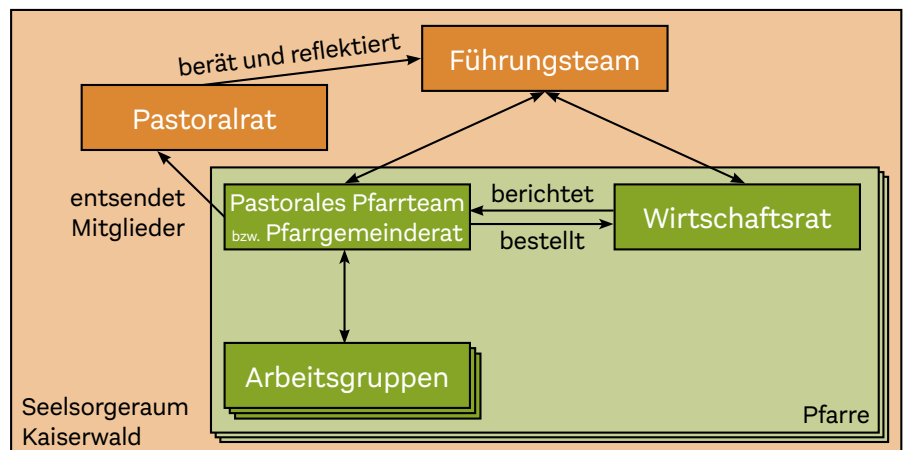 berät und reflektiert
Führungsteam
Pastoralrat
entsendet
Mitglieder
Pastorales Pfarrteam
bzw. Pfarrgemeinderat
berichtet
bestellt
Wirtschaftsrat
Arbeitsgruppen
Seelsorgeraum
Kaiserwald
Pfarre